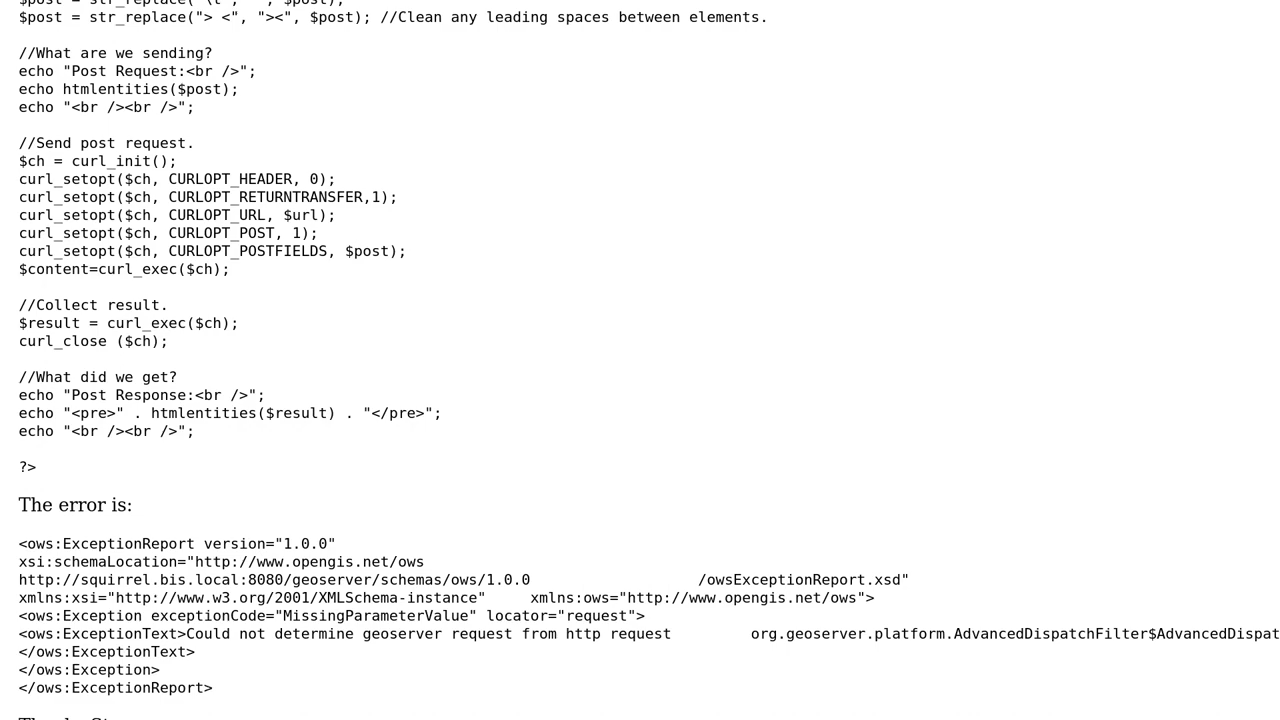 $post = str_replace("\t", "", $post);
$post = str_replace("> <", "><", $post); //Clean any leading spaces between elements.

//What are we sending?
echo "Post Request:<br />";
echo htmlentities($post);
echo "<br /><br />";

//Send post request.
$ch = curl_init();
curl_setopt($ch, CURLOPT_HEADER, 0);
curl_setopt($ch, CURLOPT_RETURNTRANSFER,1);
curl_setopt($ch, CURLOPT_URL, $url);
curl_setopt($ch, CURLOPT_POST, 1);
curl_setopt($ch, CURLOPT_POSTFIELDS, $post);
$content=curl_exec($ch);

//Collect result.
$result = curl_exec($ch);
curl_close ($ch);

//What did we get?
echo "Post Response:<br />";
echo "<pre>" . htmlentities($result) . "</pre>";
echo "<br /><br />";

?>

The error is:

<ows:ExceptionReport version="1.0.0"
xsi:schemaLocation="http://www.opengis.net/ows
http://squirrel.bis.local:8080/geoserver/schemas/ows/1.0.0                   /owsExceptionReport.xsd"
xmlns:xsi="http://www.w3.org/2001/XMLSchema-instance"     xmlns:ows="http://www.opengis.net/ows">
<ows:Exception exceptionCode="MissingParameterValue" locator="request">
<ows:ExceptionText>Could not determine geoserver request from http request         org.geoserver.platform.AdvancedDispatchFilter$AdvancedDispat
</ows:ExceptionText>
</ows:Exception>
</ows:ExceptionReport>